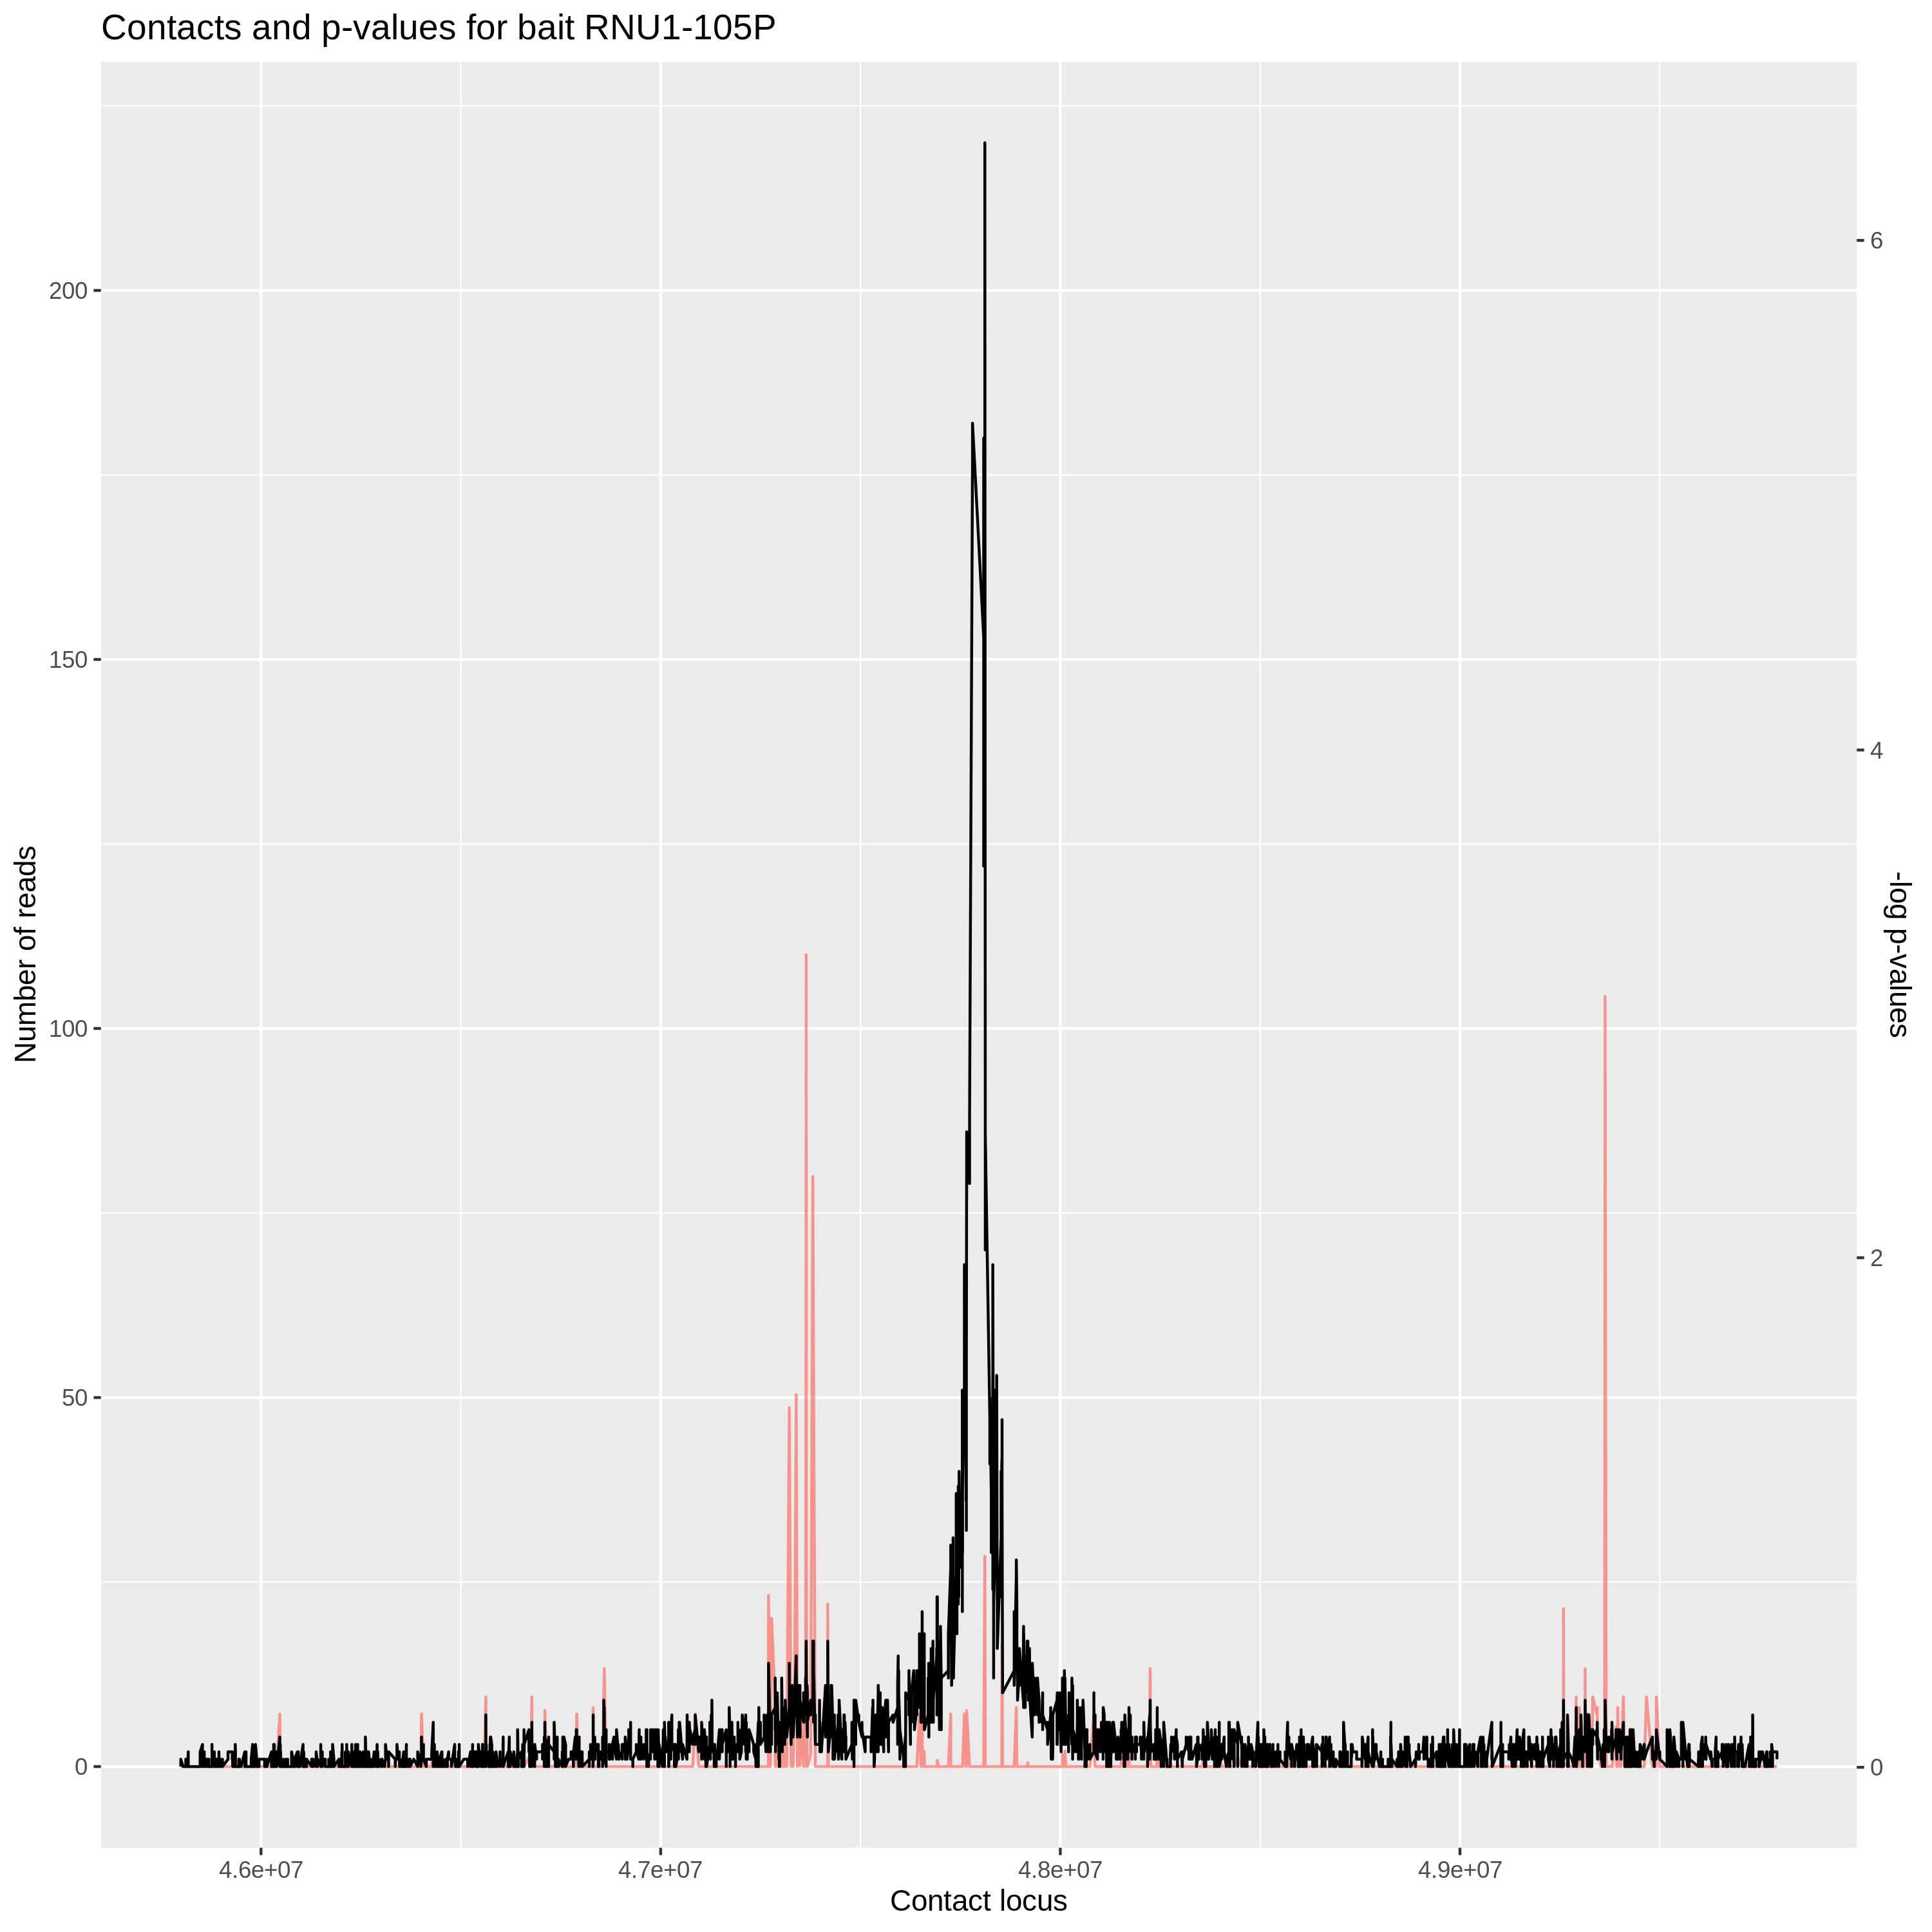 Contacts and p-values for bait RNU1-105P
Number of reads
200
150
100
50
0
6
4
2
0
-log p-values
4.6e+07
4.7e+07
4.8e+07
4.9e+07
Contact locus